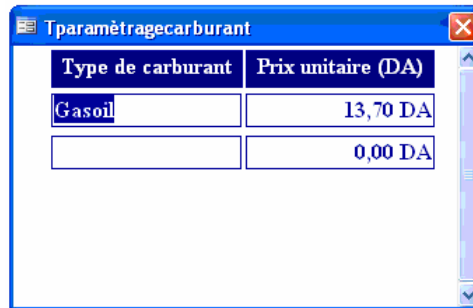 Tparamètragecarburant
Type de carburant Prix unitaire (DA)
Gasoil 13,70 DA
0,00 DA